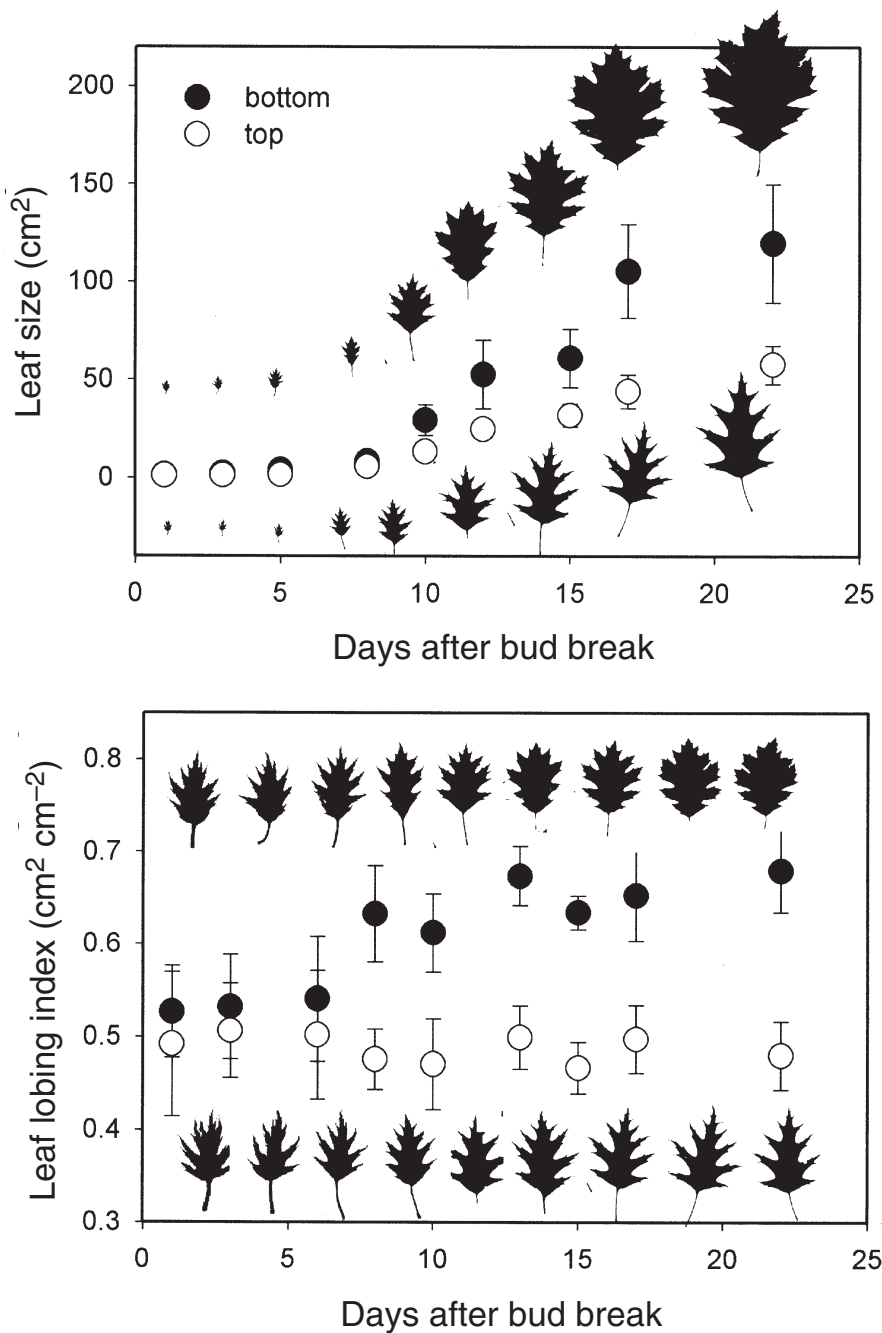 200
150
100
50
0
bottom
top
Leaf size (cm²)
0 5 10 15 20 25
Days after bud break
0.8
0.7
0.6
0.5
0.4
0.3
Leaf lobing index (cm² cm⁻²)
0 5 10 15 20 25
Days after bud break